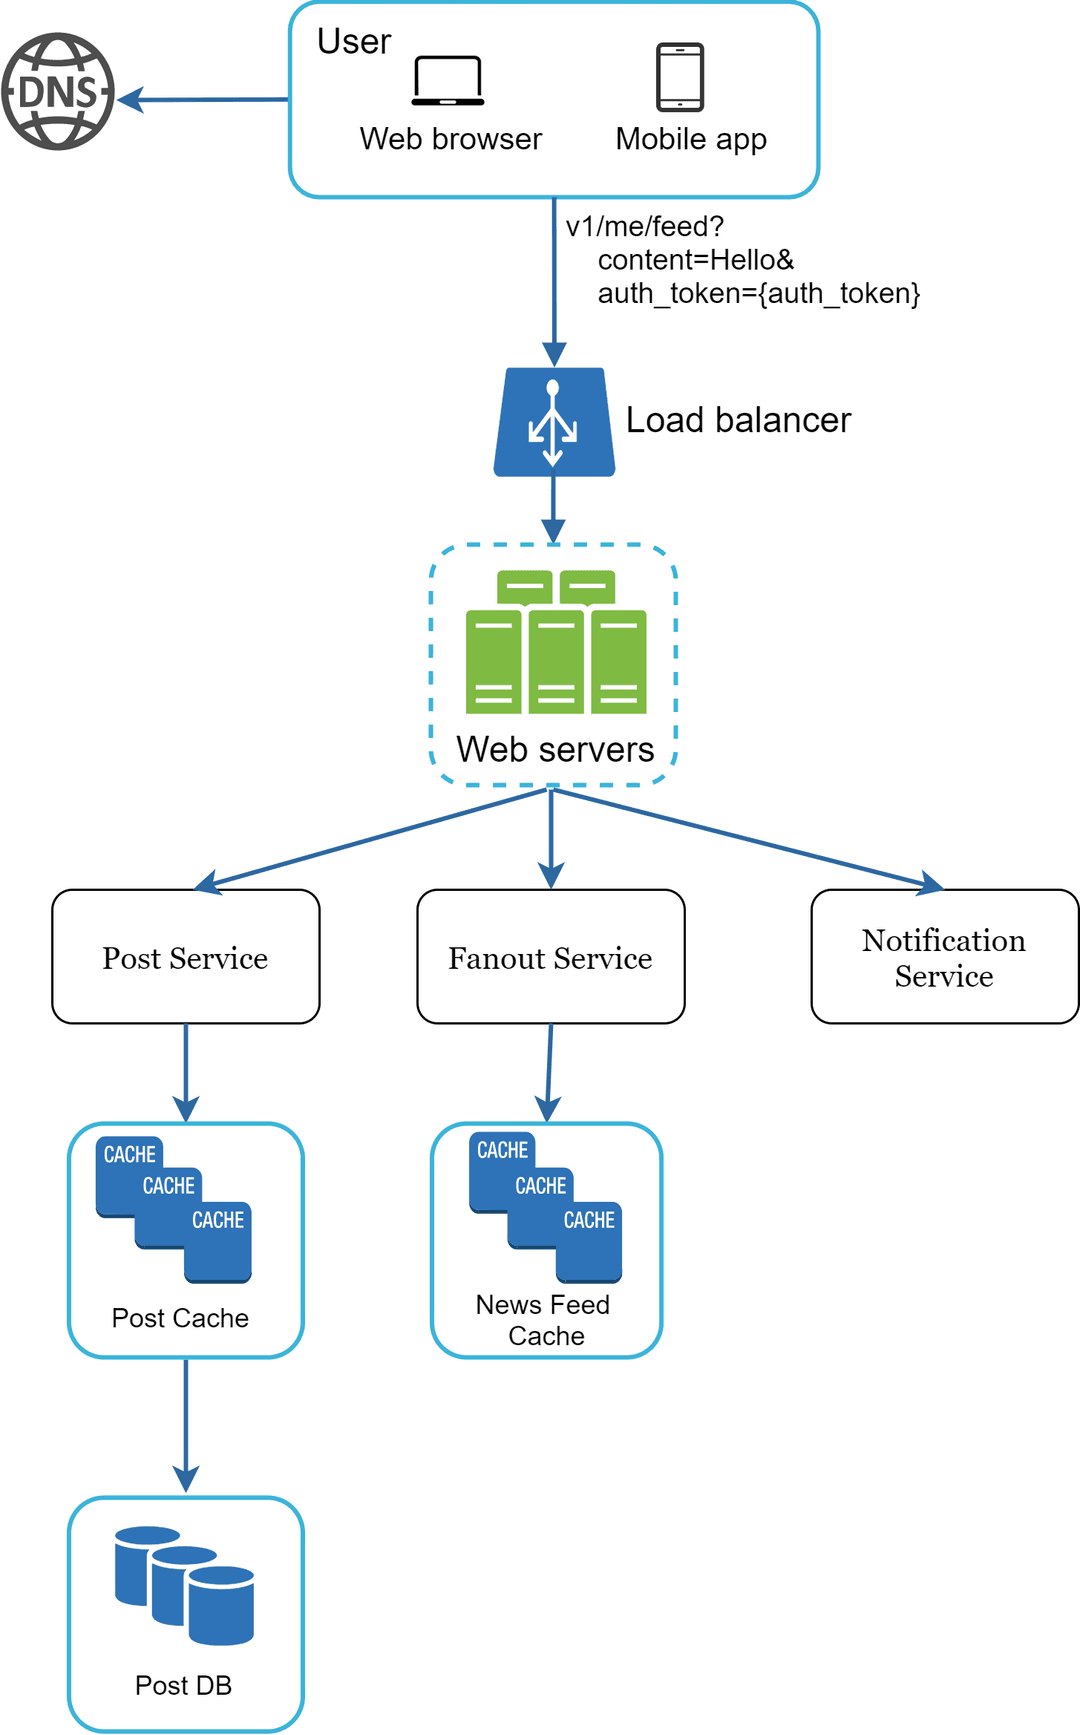 DNS
User
Web browser
Mobile app
v1/me/feed?
content=Hello&
auth_token={auth_token}
Load balancer
Web servers
Post Service
Fanout Service
Notification
Service
CACHE
CACHE
CACHE
Post Cache
CACHE
CACHE
CACHE
News Feed
Cache
Post DB